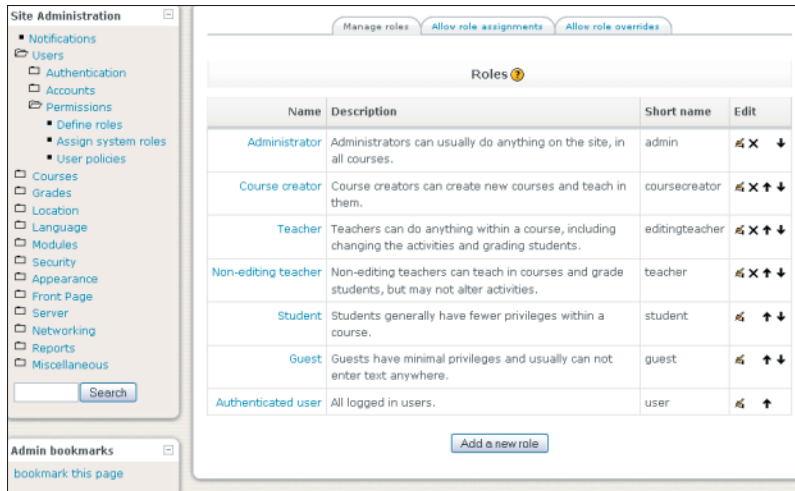 Site Administration
Notifications
Users
Authentication
Accounts
Permissions
Define roles
Assign system roles
User policies
Courses
Grades
Location
Language
Modules
Security
Appearance
Front Page
Server
Networking
Reports
Miscellaneous
Search
Admin bookmarks
bookmark this page
Manage roles Allow role assignments Allow role overrides
Roles ?
Name Description Short name Edit
Administrator Administrators can usually do anything on the site, in admin
all courses.
Course creator Course creators can create new courses and teach in coursecreator
them.
Teacher Teachers can do anything within a course, including editingteacher
changing the activities and grading students.
Non-editing teacher Non-editing teachers can teach in courses and grade teacher
students, but may not alter activities.
Student Students generally have fewer privileges within a student
course.
Guest Guests have minimal privileges and usually can not guest
enter text anywhere.
Authenticated user All logged in users. user
Add a new role